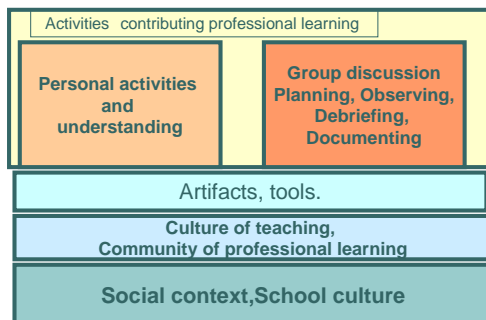 Activities contributing professional learning
Personal activities
and
understanding
Group discussion
Planning, Observing,
Debriefing,
Documenting
Artifacts, tools.
Culture of teaching,
Community of professional learning
Social context,School culture